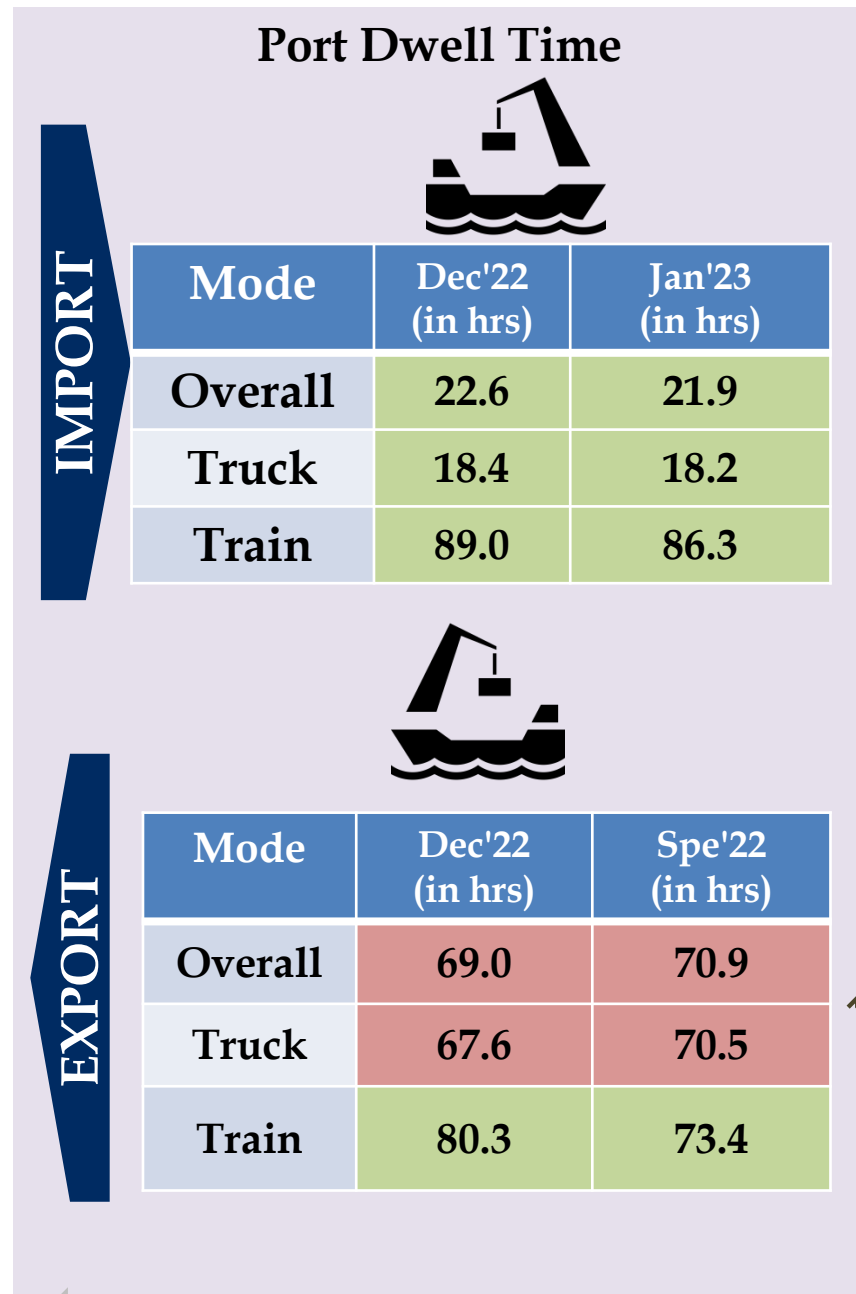 Port Dwell Time
IMPORT
Mode Dec'22 Jan'23
(in hrs) (in hrs)
Overall 22.6 21.9
Truck 18.4 18.2
Train 89.0 86.3
EXPORT
Mode Dec'22 Spe'22
(in hrs) (in hrs)
Overall 69.0 70.9
Truck 67.6 70.5
Train 80.3 73.4